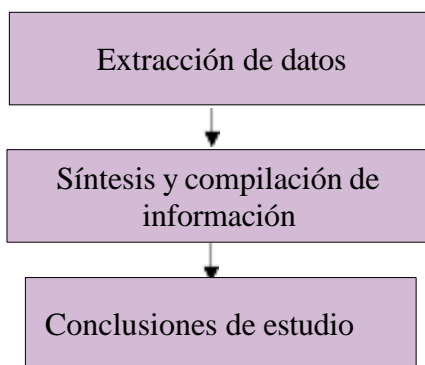 Extracción de datos
Síntesis y compilación de
información
Conclusiones de estudio